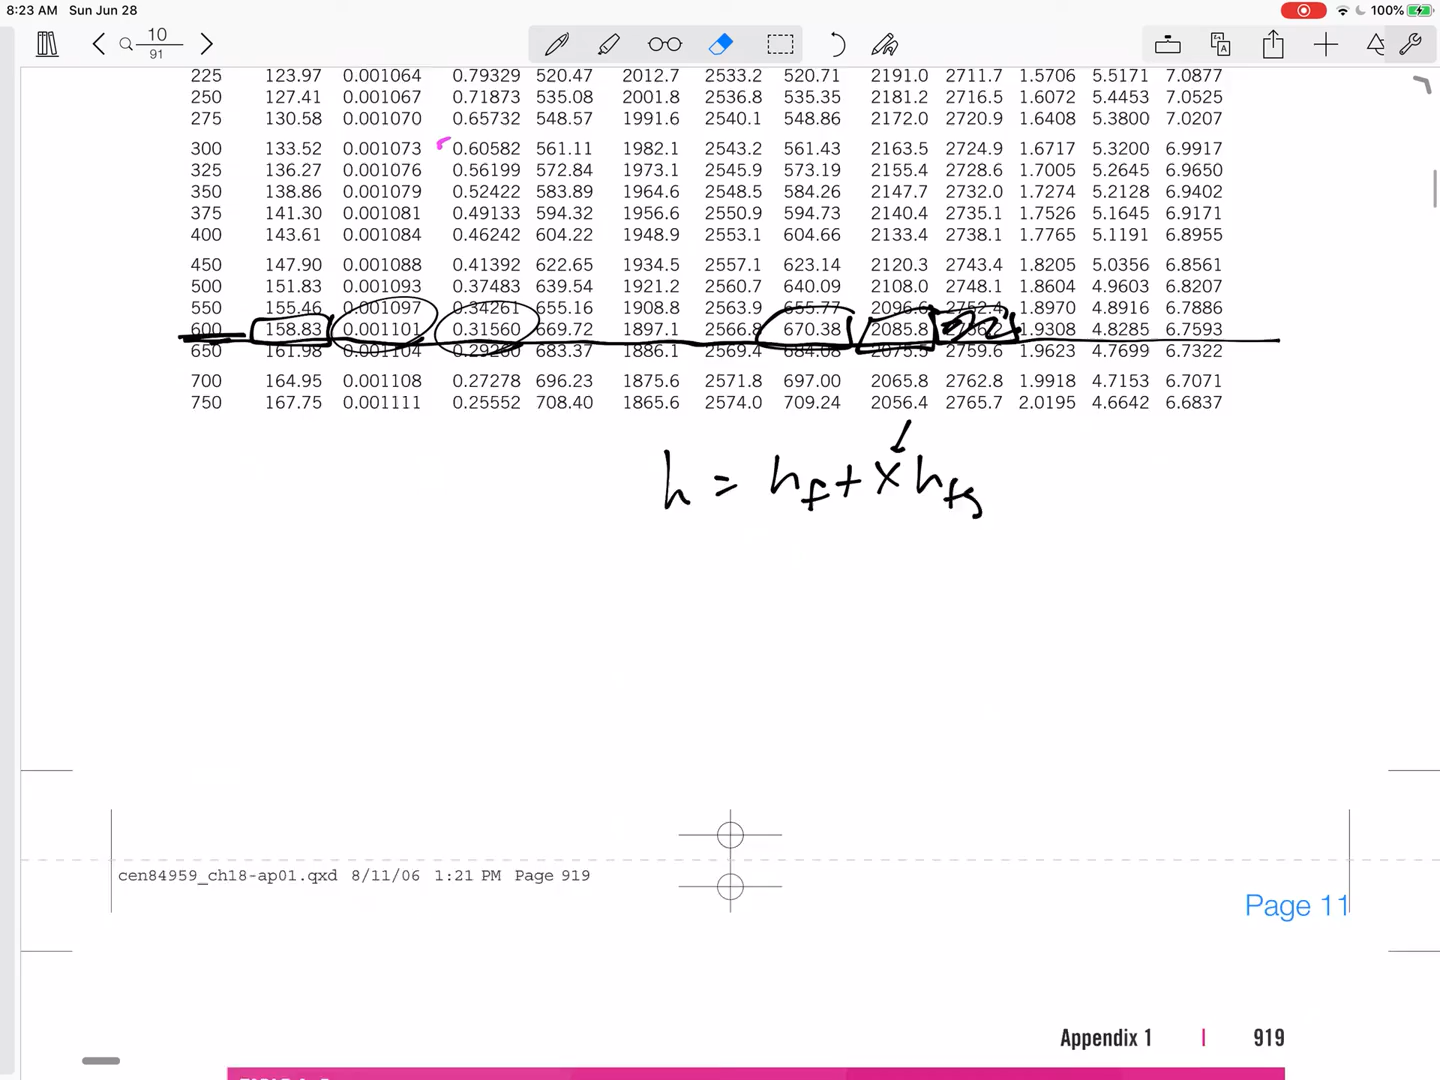 8:23 AM Sun Jun 28
100%
10
91
225 123.97 0.001064 0.79329 520.47 2012.7 2533.2 520.71 2191.0 2711.7 1.5706 5.5171 7.0877
250 127.41 0.001067 0.71873 535.08 2001.8 2536.8 535.35 2181.2 2716.5 1.6072 5.4453 7.0525
275 130.58 0.001070 0.65732 548.57 1991.6 2540.1 548.86 2172.0 2720.9 1.6408 5.3800 7.0207
300 133.52 0.001073 0.60582 561.11 1982.1 2543.2 561.43 2163.5 2724.9 1.6717 5.3200 6.9917
325 136.27 0.001076 0.56199 572.84 1973.1 2545.9 573.19 2155.4 2728.6 1.7005 5.2645 6.9650
350 138.86 0.001079 0.52422 583.89 1964.6 2548.5 584.26 2147.7 2732.0 1.7274 5.2128 6.9402
375 141.30 0.001081 0.49133 594.32 1956.6 2550.9 594.73 2140.4 2735.1 1.7526 5.1645 6.9171
400 143.61 0.001084 0.46242 604.22 1948.9 2553.1 604.66 2133.4 2738.1 1.7765 5.1191 6.8955
450 147.90 0.001088 0.41392 622.65 1934.5 2557.1 623.14 2120.3 2743.4 1.8205 5.0356 6.8561
500 151.83 0.001093 0.37483 639.54 1921.2 2560.7 640.09 2108.0 2748.1 1.8604 4.9603 6.8207
550 155.46 0.001097 0.34261 655.16 1908.8 2563.9 655.77 2096.6 2752.4 1.8970 4.8916 6.7886
600 158.83 0.001101 0.31560 669.72 1897.1 2566.8 670.38 2085.8 1.9308 4.8285 6.7593
650 161.98 0.001104 0.29260 683.37 1886.1 2569.4 684.08 2075.5 2759.6 1.9623 4.7699 6.7322
700 164.95 0.001108 0.27278 696.23 1875.6 2571.8 697.00 2065.8 2762.8 1.9918 4.7153 6.7071
750 167.75 0.001111 0.25552 708.40 1865.6 2574.0 709.24 2056.4 2765.7 2.0195 4.6642 6.6837
h = hf + x hfg
cen84959_ch18-ap01.qxd 8/11/06 1:21 PM Page 919
Page 11
Appendix 1 | 919